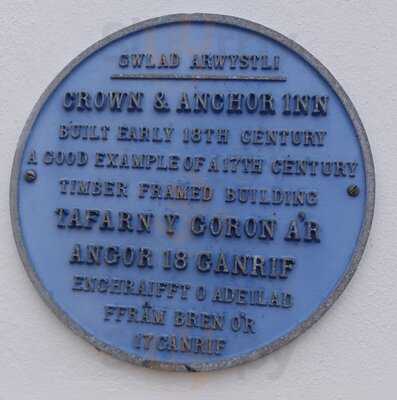 GWLAD ARWYSTLI
CROWN & ANCHOR INN
BUILT EARLY 18TH CENTURY
A GOOD EXAMPLE OF A 17TH CENTURY
TIMBER FRAMED BUILDING
TAFARN Y GORON A'R
ANGOR 18 GANRIF
ENGHRAIFFT O ADEILAD
FFRÂM BREN O'R
17 CANRIF